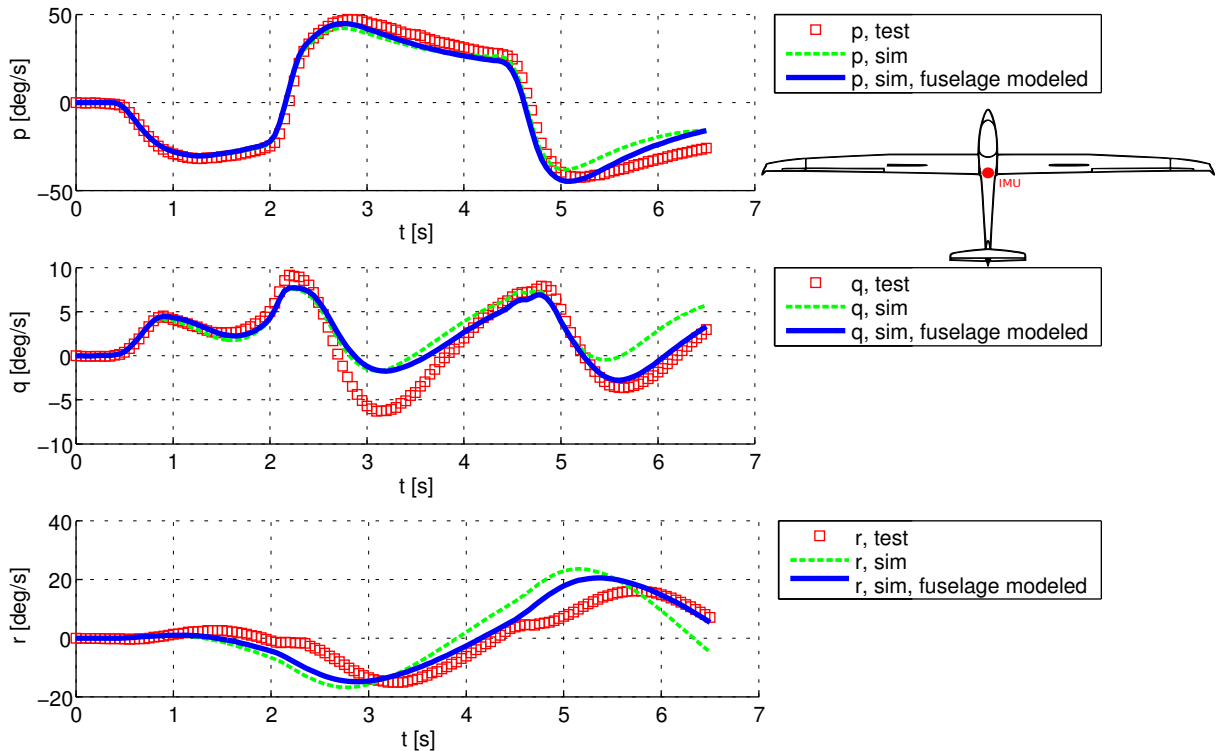 50
0
−50
p [deg/s]
0 1 2 3 4 5 6 7
t [s]
p, test
p, sim
p, sim, fuselage modeled
IMU
10
5
0
−5
−10
q [deg/s]
0 1 2 3 4 5 6 7
t [s]
q, test
q, sim
q, sim, fuselage modeled
40
20
0
−20
r [deg/s]
0 1 2 3 4 5 6 7
t [s]
r, test
r, sim
r, sim, fuselage modeled